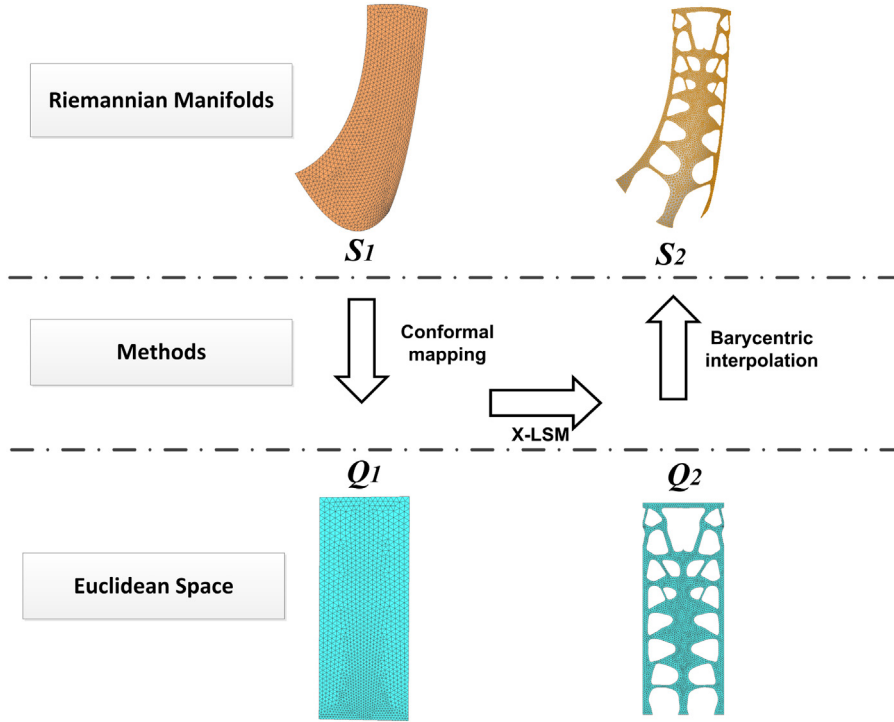 Riemannian Manifolds
S1
S2
Methods
Conformal
mapping
X-LSM
Barycentric
interpolation
Q1
Q2
Euclidean Space